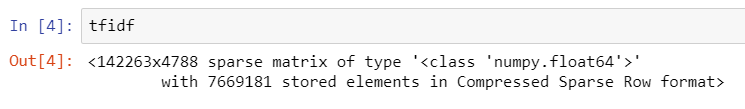 In [4]: tfidf
Out[4]: <142263x4788 sparse matrix of type '<class 'numpy.float64'>'
with 7669181 stored elements in Compressed Sparse Row format>